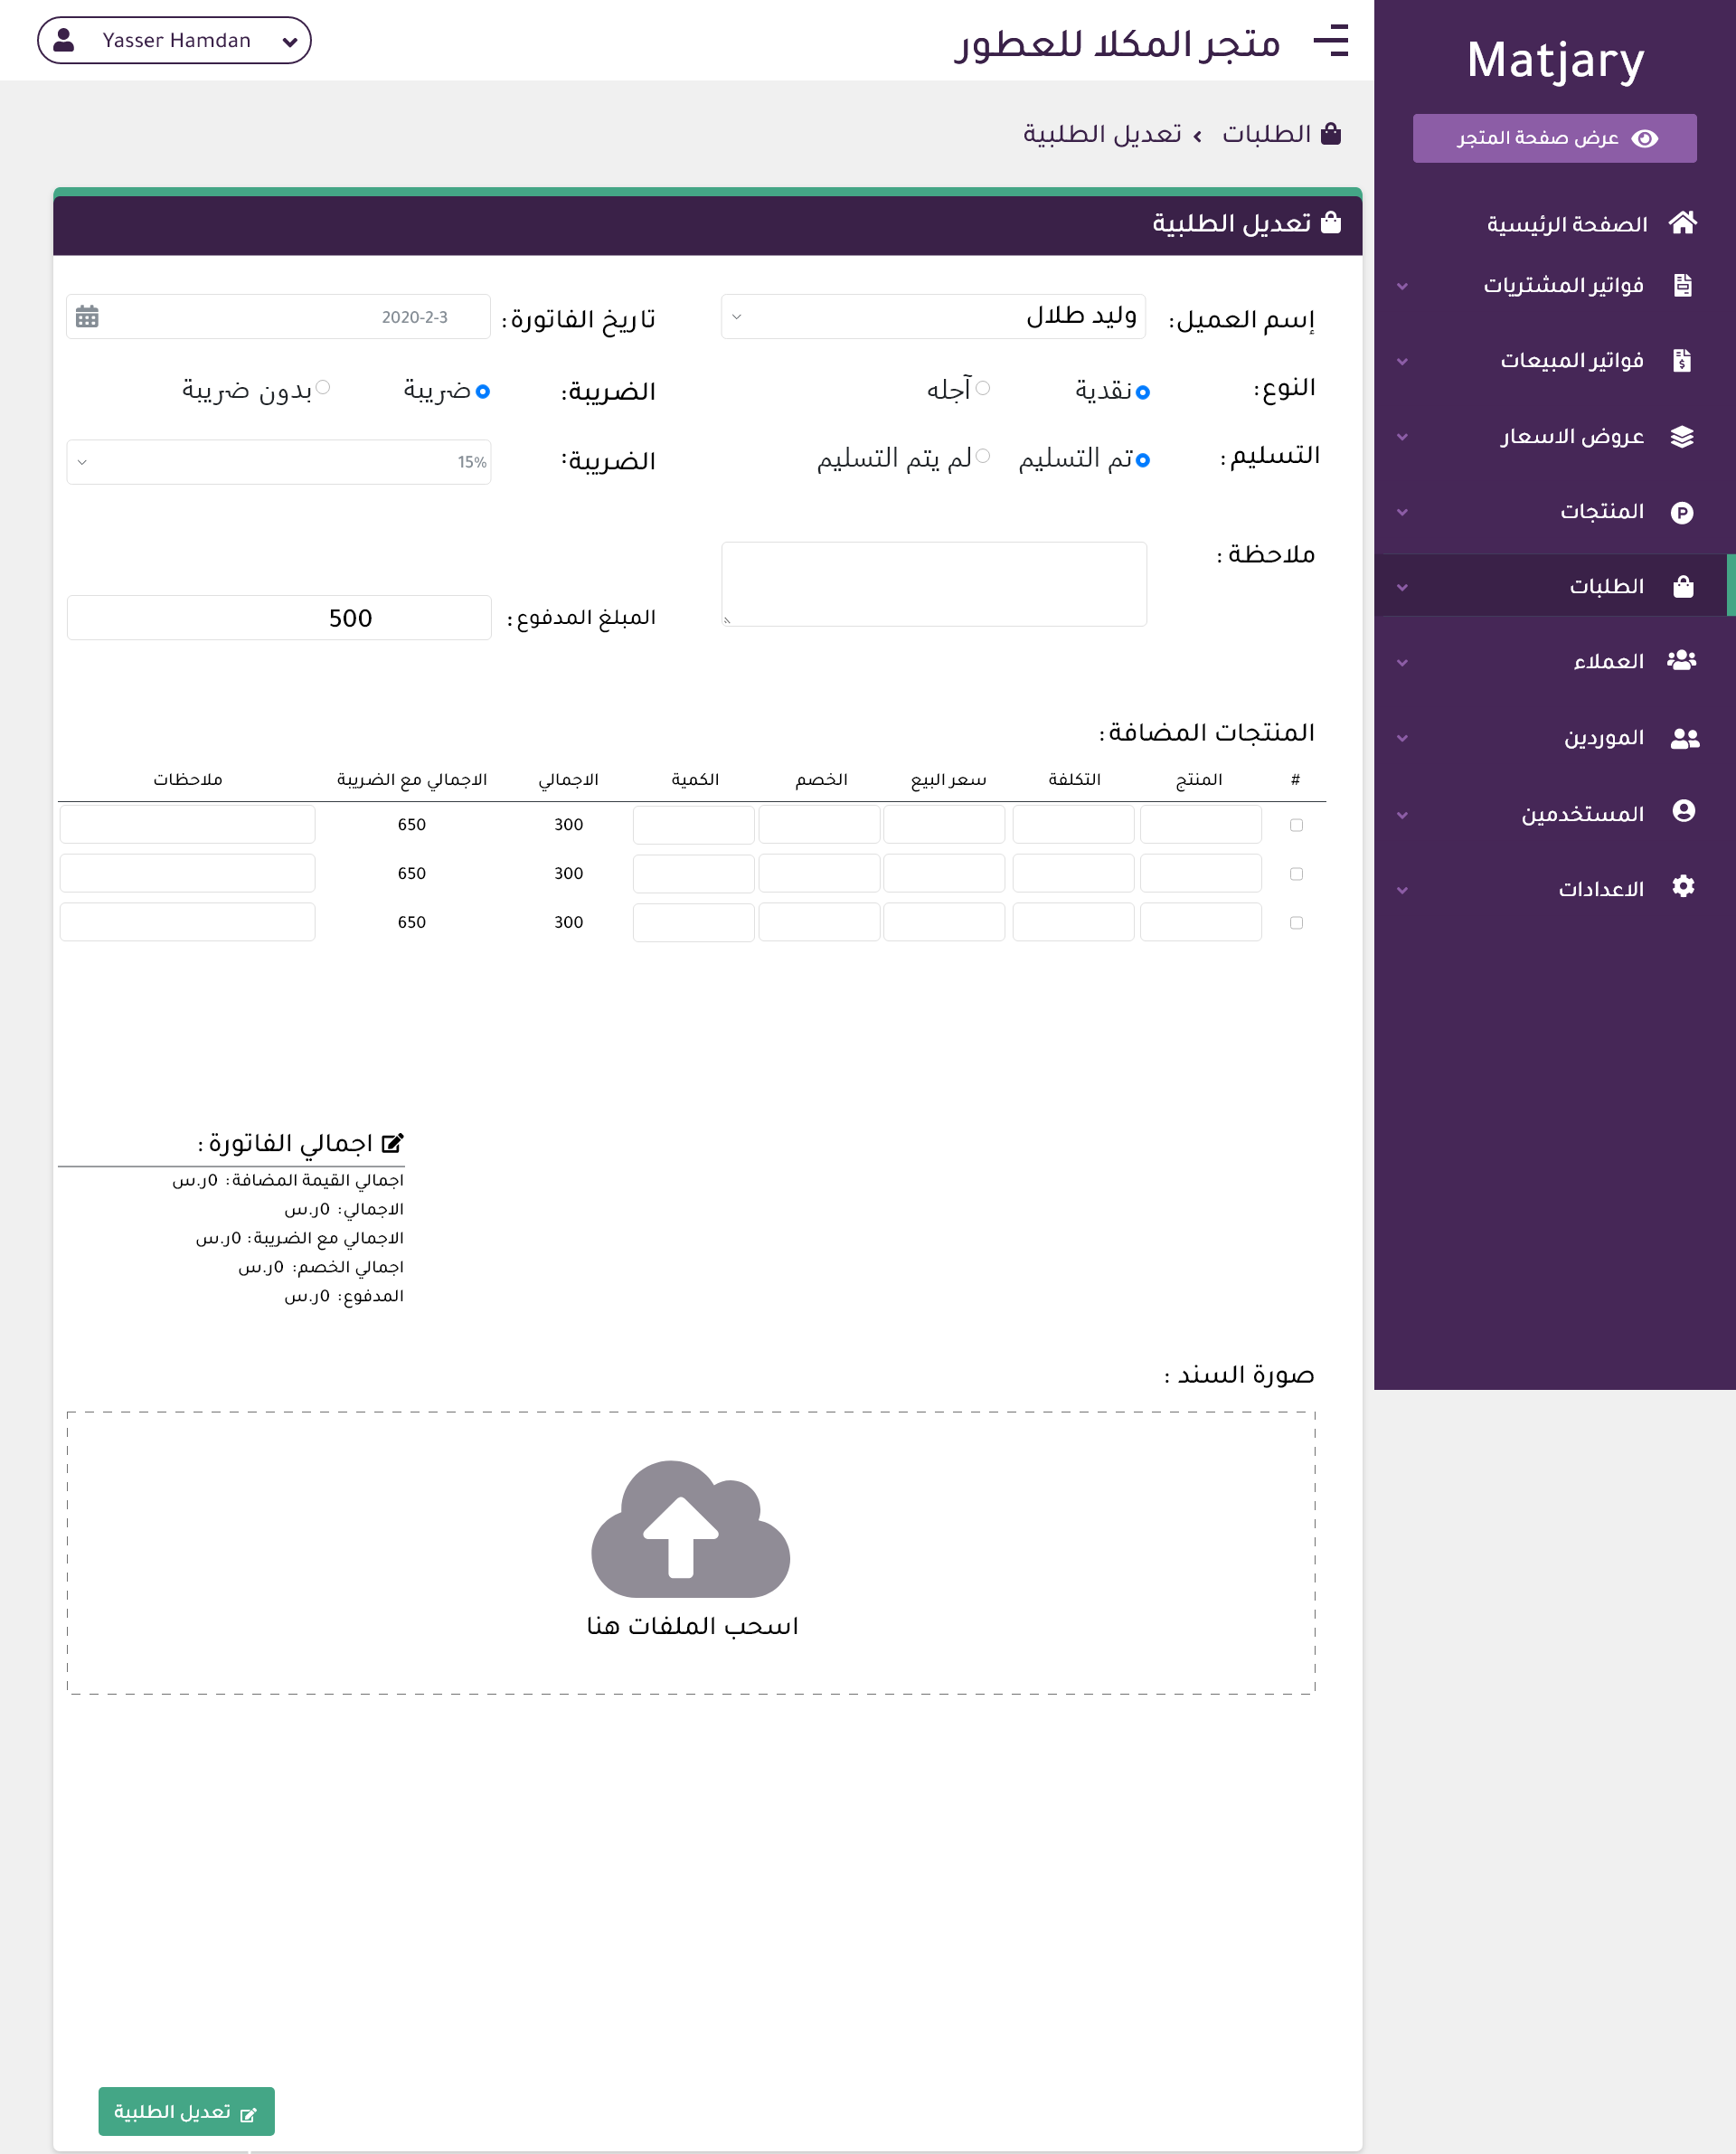 Matjary
عرض صفحة المتجر
الصفحة الرئيسية
فواتير المشتريات
فواتير المبيعات
عروض الاسعار
المنتجات
الطلبات
العملاء
الموردين
المستخدمين
الاعدادات
متجر المكلا للعطور
Yasser Hamdan
الطلبات › تعديل الطلبية
تعديل الطلبية
إسم العميل: وليد طلال تاريخ الفاتورة: 2020-2-3
النوع: نقدية آجله الضريبة: ضريبة بدون ضريبة
التسليم: تم التسليم لم يتم التسليم الضريبة: 15%
ملاحظة :
المبلغ المدفوع: 500
المنتجات المضافة:
# المنتج التكلفة سعر البيع الخصم الكمية الاجمالي الاجمالي مع الضريبة ملاحظات
300 650
300 650
300 650
اجمالي الفاتورة :
اجمالي القيمة المضافة: 0ر.س
الاجمالي: 0ر.س
الاجمالي مع الضريبة: 0ر.س
اجمالي الخصم: 0ر.س
المدفوع: 0ر.س
صورة السند :
اسحب الملفات هنا
تعديل الطلبية